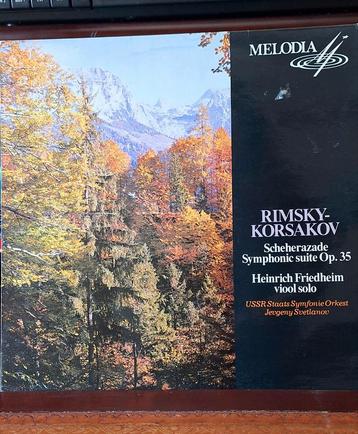 MELODIA
RIMSKY-
KORSAKOV
Scheherazade
Symphonic suite Op. 35
Heinrich Friedheim
viool solo
USSR Staats Symfonie Orkest
Jevgeny Svetlanov